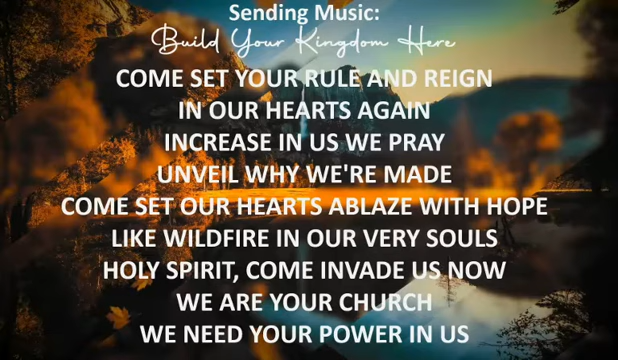 Sending Music:
Build Your Kingdom Here
COME SET YOUR RULE AND REIGN
IN OUR HEARTS AGAIN
INCREASE IN US WE PRAY
UNVEIL WHY WE'RE MADE
COME SET OUR HEARTS ABLAZE WITH HOPE
LIKE WILDFIRE IN OUR VERY SOULS
HOLY SPIRIT, COME INVADE US NOW
WE ARE YOUR CHURCH
WE NEED YOUR POWER IN US